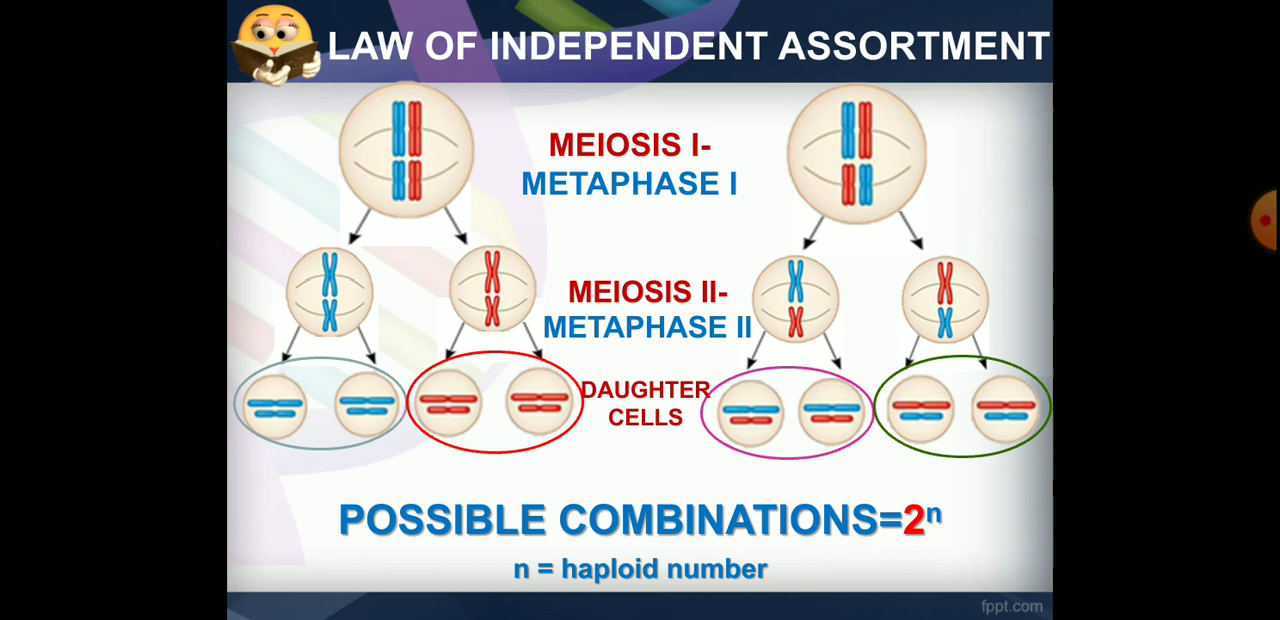 LAW OF INDEPENDENT ASSORTMENT
MEIOSIS I-
METAPHASE I
MEIOSIS II-
METAPHASE II
DAUGHTER
CELLS
POSSIBLE COMBINATIONS=2ⁿ
n = haploid number
fppt.com